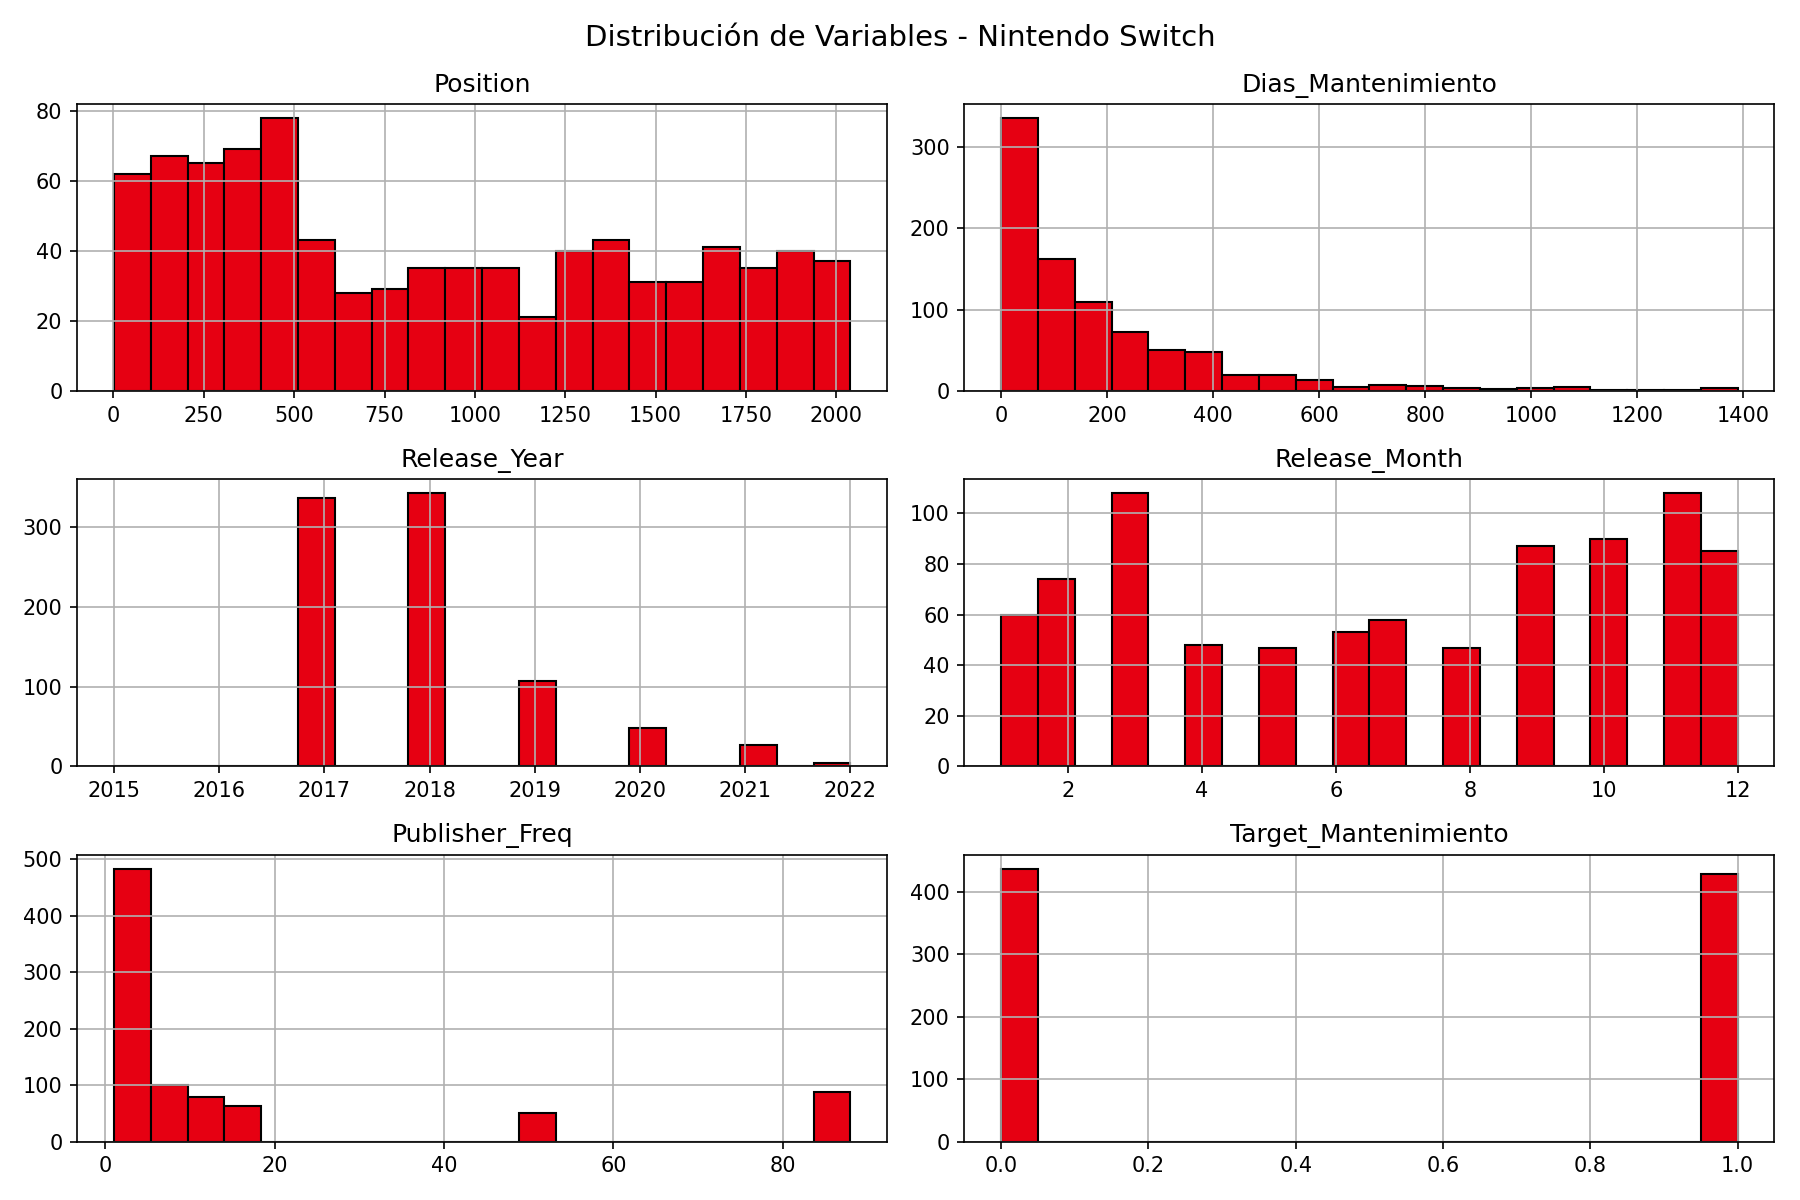 Distribución de Variables - Nintendo Switch
Position
80
60
40
20
0
0 250 500 750 1000 1250 1500 1750 2000
Dias_Mantenimiento
300
200
100
0
0 200 400 600 800 1000 1200 1400
Release_Year
300
200
100
0
2015 2016 2017 2018 2019 2020 2021 2022
Release_Month
100
80
60
40
20
0
2 4 6 8 10 12
Publisher_Freq
500
400
300
200
100
0
0 20 40 60 80
Target_Mantenimiento
400
300
200
100
0
0.0 0.2 0.4 0.6 0.8 1.0